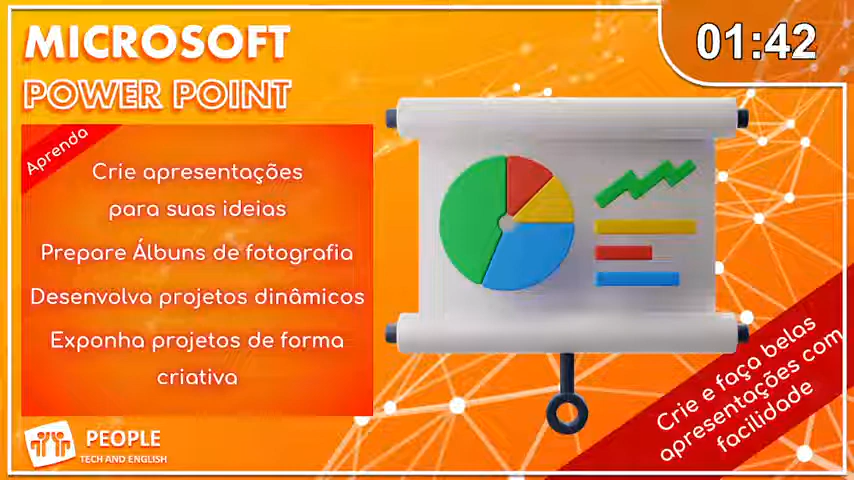 MICROSOFT
POWER POINT
01:42
Aprenda
Crie apresentações
para suas ideias
Prepare Álbuns de fotografia
Desenvolva projetos dinâmicos
Exponha projetos de forma
criativa
Crie e faça belas
apresentações com
facilidade
PEOPLE
TECH AND ENGLISH